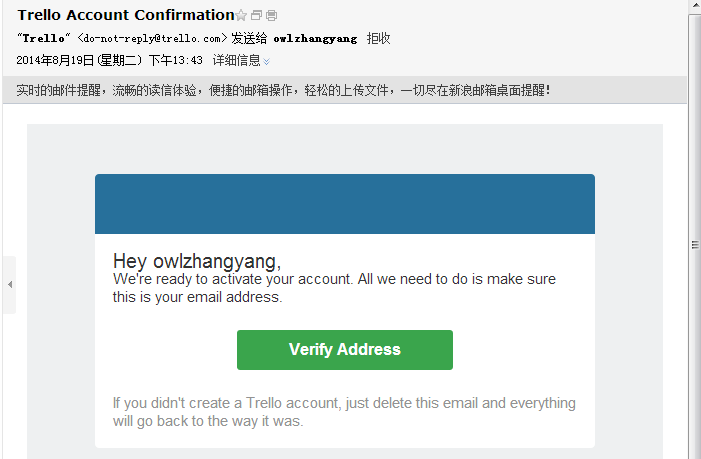 Trello Account Confirmation
"Trello" <do-not-reply@trello.com> 发送给 owlzhangyang 拒收
2014年8月19日(星期二) 下午13:43 详细信息
实时的邮件提醒，流畅的读信体验，便捷的邮箱操作，轻松的上传文件，一切尽在新浪邮箱桌面提醒！
Hey owlzhangyang,
We're ready to activate your account. All we need to do is make sure
this is your email address.
Verify Address
If you didn't create a Trello account, just delete this email and everything
will go back to the way it was.